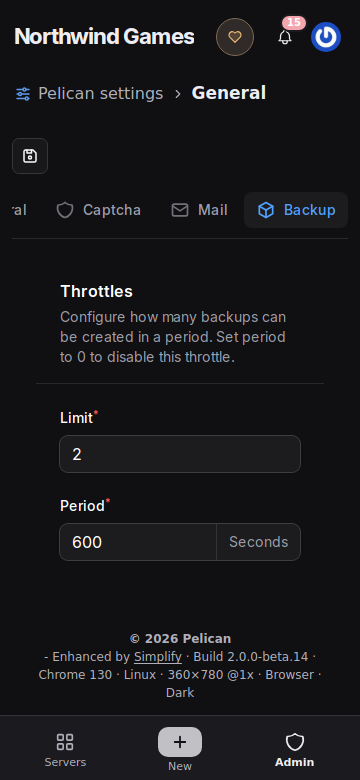 Northwind Games
15
Pelican settings
General
ral
Captcha
Mail
Backup
Throttles
Configure how many backups can
be created in a period. Set period
to 0 to disable this throttle.
Limit*
2
Period*
600
Seconds
© 2026 Pelican
- Enhanced by Simplify · Build 2.0.0-beta.14 ·
Chrome 130 · Linux · 360×780 @1x · Browser ·
Dark
Servers
New
Admin